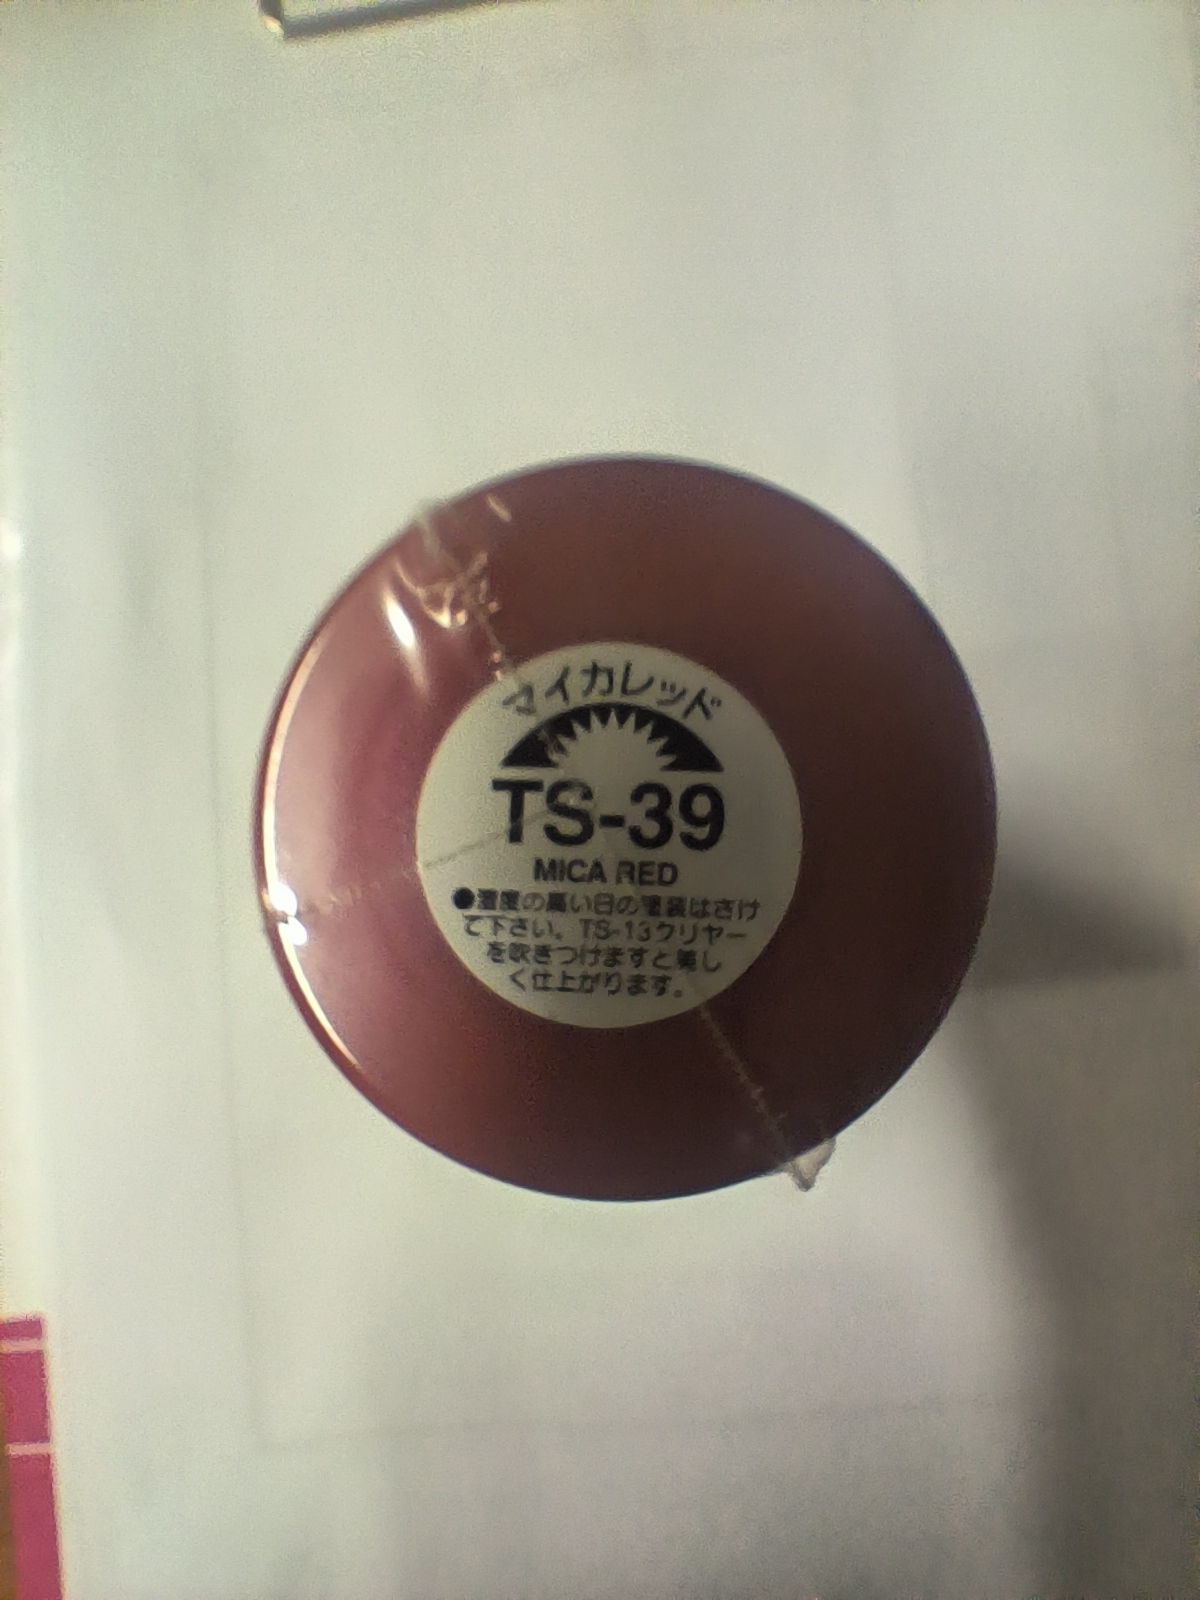 マイカレッド
TS-39
MICA RED
●湿度の高い日の塗装はさけ
て下さい。TS-13クリヤー
を吹きつけますと美し
く仕上がります。